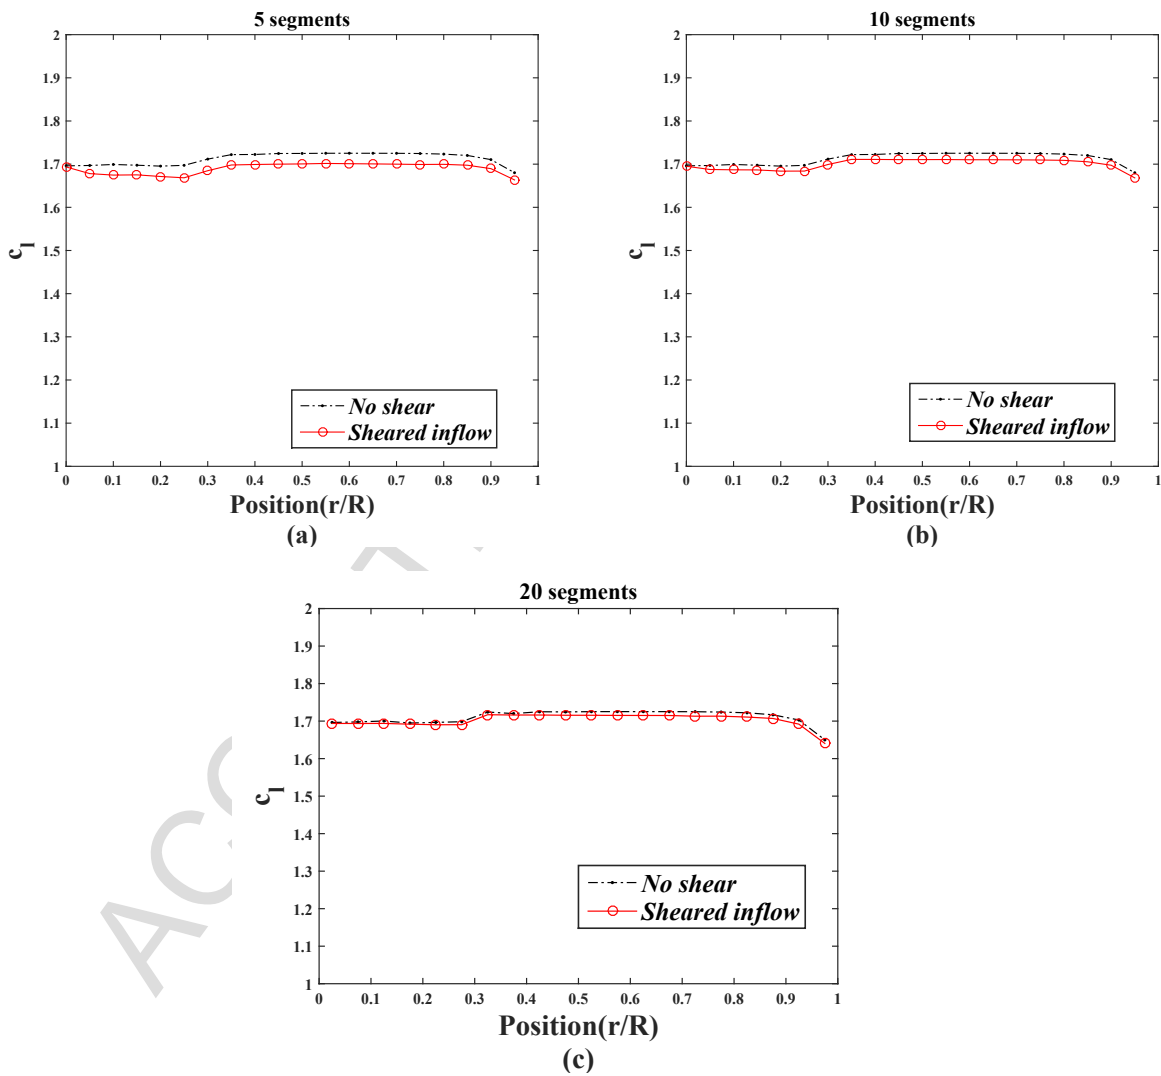 5 segments
2
1.9
1.8
1.7
1.6
1.5
1.4
1.3
1.2
1.1
1
c_l
No shear
Sheared inflow
0 0.1 0.2 0.3 0.4 0.5 0.6 0.7 0.8 0.9 1
Position(r/R)
(a)
10 segments
2
1.9
1.8
1.7
1.6
1.5
1.4
1.3
1.2
1.1
1
c_l
No shear
Sheared inflow
0 0.1 0.2 0.3 0.4 0.5 0.6 0.7 0.8 0.9 1
Position(r/R)
(b)
20 segments
2
1.9
1.8
1.7
1.6
1.5
1.4
1.3
1.2
1.1
1
c_l
No shear
Sheared inflow
0 0.1 0.2 0.3 0.4 0.5 0.6 0.7 0.8 0.9 1
Position(r/R)
(c)